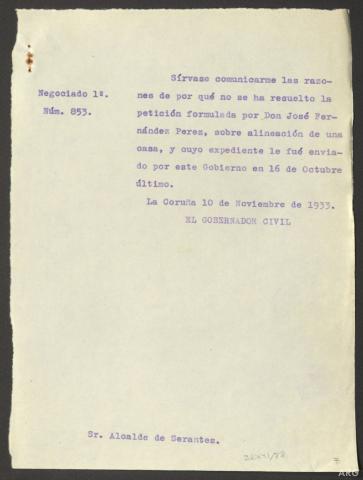 Negociado 1º.
Núm. 853.
Sírvase comunicarme las razo-
nes de por qué no se ha resuelto la
petición formulada por Don José Fer-
nández Perez, sobre alineación de una
casa, y cuyo expediente le fué envia-
do por este Gobierno en 16 de Octubre
último.
La Coruña 10 de Noviembre de 1933.
EL GOBERNADOR CIVIL
Sr. Alcalde de Serantes.
7
ARG